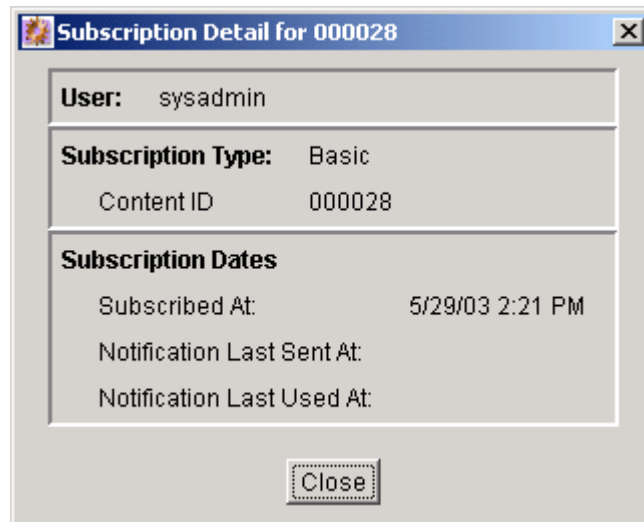 Subscription Detail for 000028
User: sysadmin
Subscription Type: Basic
Content ID 000028
Subscription Dates
Subscribed At: 5/29/03 2:21 PM
Notification Last Sent At:
Notification Last Used At:
Close